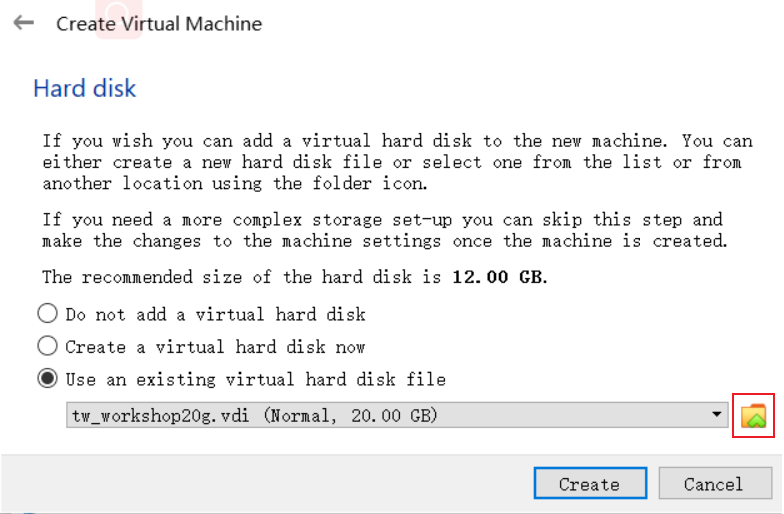 Create Virtual Machine
Hard disk
If you wish you can add a virtual hard disk to the new machine. You can
either create a new hard disk file or select one from the list or from
another location using the folder icon.
If you need a more complex storage set-up you can skip this step and
make the changes to the machine settings once the machine is created.
The recommended size of the hard disk is 12.00 GB.
Do not add a virtual hard disk
Create a virtual hard disk now
Use an existing virtual hard disk file
tw_workshop20g.vdi (Normal, 20.00 GB)
Create
Cancel